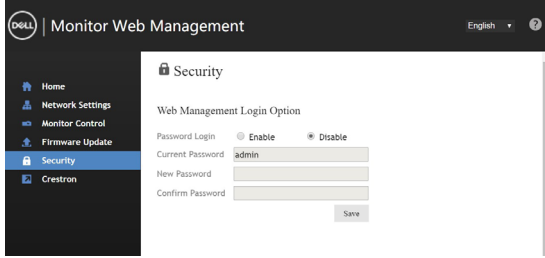 DELL | Monitor Web Management
English
?
Home
Network Settings
Monitor Control
Firmware Update
Security
Crestron
Security
Web Management Login Option
Password Login Enable Disable
Current Password admin
New Password
Confirm Password
Save